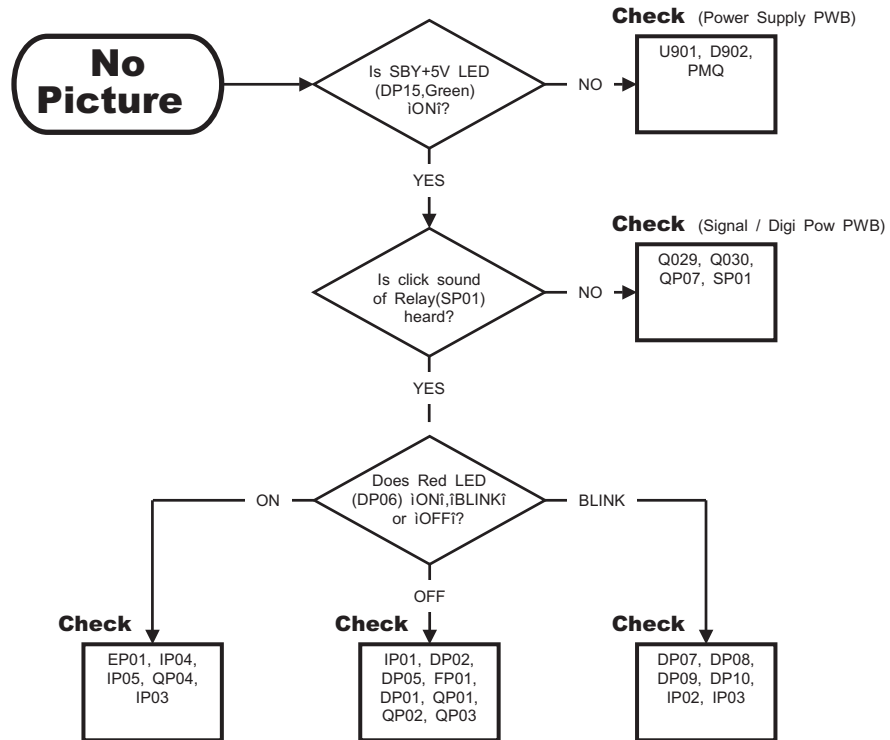 No
Picture
Is SBY+5V LED
(DP15,Green)
ìONî?
NO
Check (Power Supply PWB)
U901, D902,
PMQ
YES
Is click sound
of Relay(SP01)
heard?
NO
Check (Signal / Digi Pow PWB)
Q029, Q030,
QP07, SP01
YES
Does Red LED
(DP06) ìONî,îBLINKî
or ìOFFî?
ON
BLINK
OFF
Check
EP01, IP04,
IP05, QP04,
IP03
Check
IP01, DP02,
DP05, FP01,
DP01, QP01,
QP02, QP03
Check
DP07, DP08,
DP09, DP10,
IP02, IP03